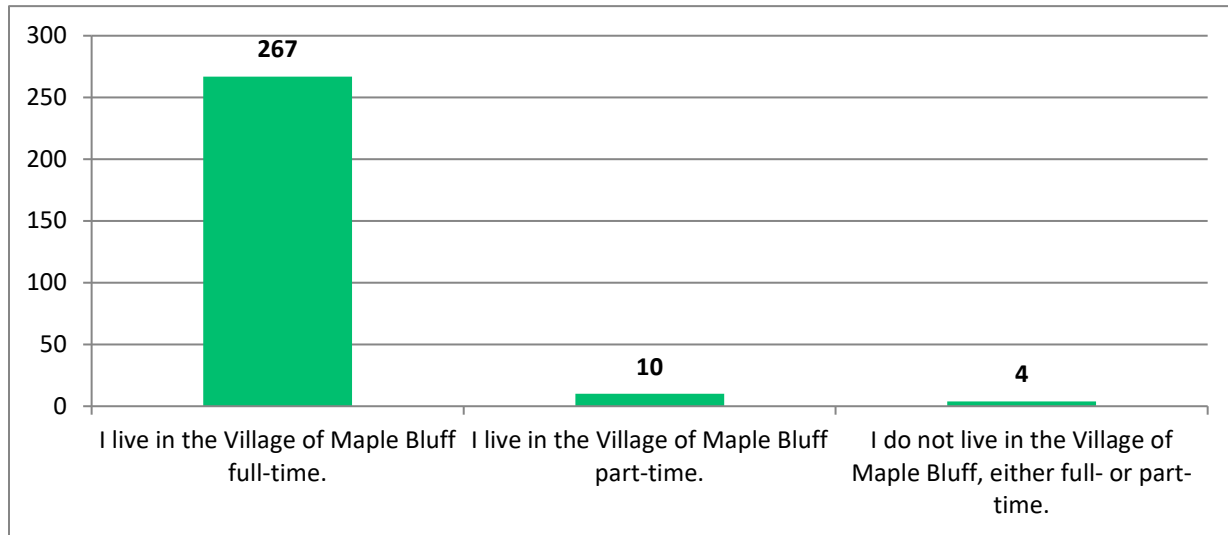 300
267
250
200
150
100
50
10
4
0
I live in the Village of Maple Bluff
full-time.
I live in the Village of Maple Bluff
part-time.
I do not live in the Village of
Maple Bluff, either full- or part-
time.